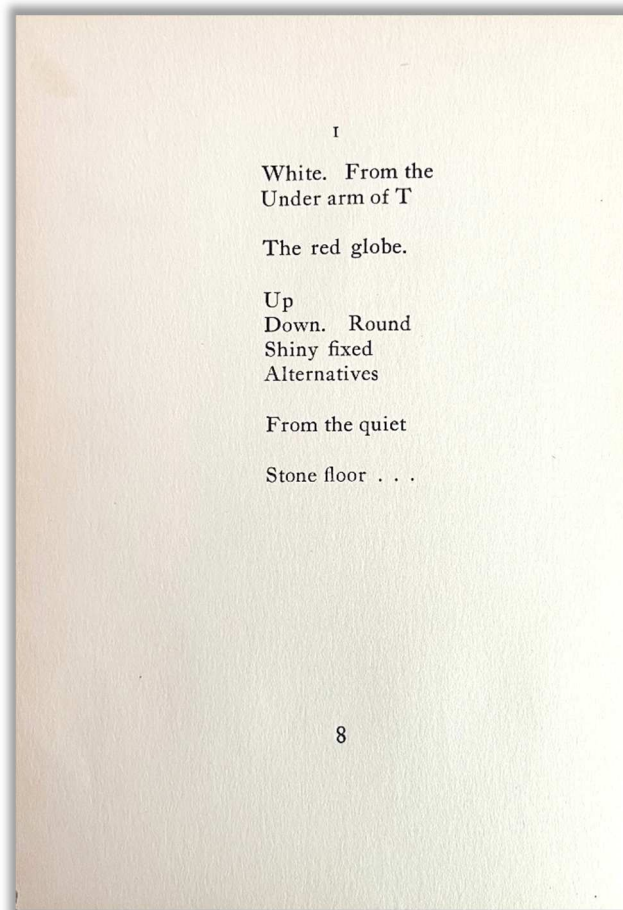 I
White. From the
Under arm of T
The red globe.
Up
Down. Round
Shiny fixed
Alternatives
From the quiet
Stone floor . . .
8